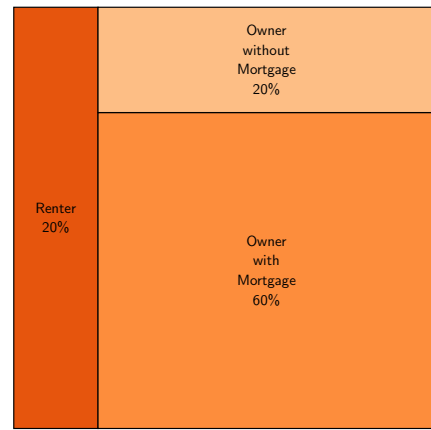 Renter
20%
Owner
without
Mortgage
20%
Owner
with
Mortgage
60%